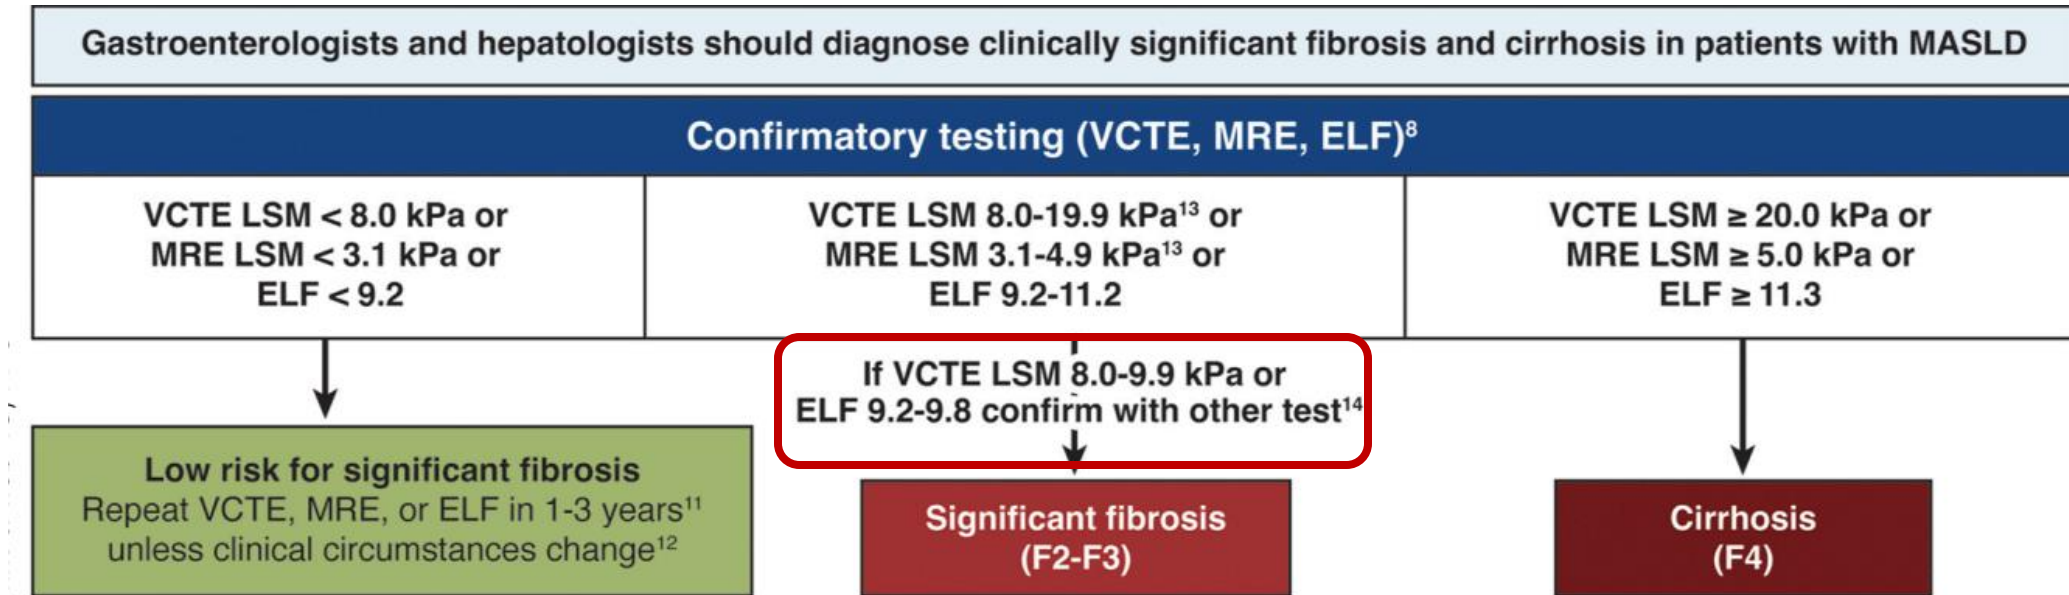 Gastroenterologists and hepatologists should diagnose clinically significant fibrosis and cirrhosis in patients with MASLD
Confirmatory testing (VCTE, MRE, ELF)⁸
VCTE LSM < 8.0 kPa or
MRE LSM < 3.1 kPa or
ELF < 9.2
VCTE LSM 8.0-19.9 kPa¹³ or
MRE LSM 3.1-4.9 kPa¹³ or
ELF 9.2-11.2
VCTE LSM ≥ 20.0 kPa or
MRE LSM ≥ 5.0 kPa or
ELF ≥ 11.3
If VCTE LSM 8.0-9.9 kPa or
ELF 9.2-9.8 confirm with other test¹⁴
Low risk for significant fibrosis
Repeat VCTE, MRE, or ELF in 1-3 years¹¹
unless clinical circumstances change¹²
Significant fibrosis
(F2-F3)
Cirrhosis
(F4)